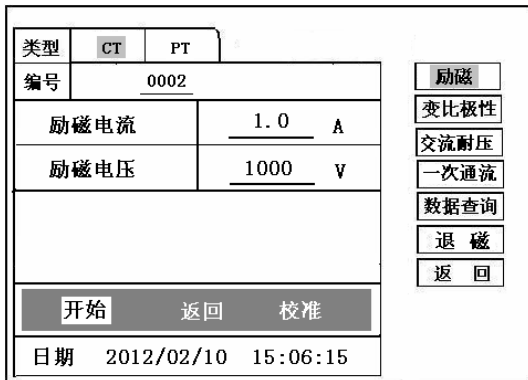 类型 CT PT
编号 0002
励磁电流 1.0 A
励磁电压 1000 V
开始 返回 校准
日期 2012/02/10 15:06:15
励磁
变比极性
交流耐压
一次通流
数据查询
退 磁
返 回